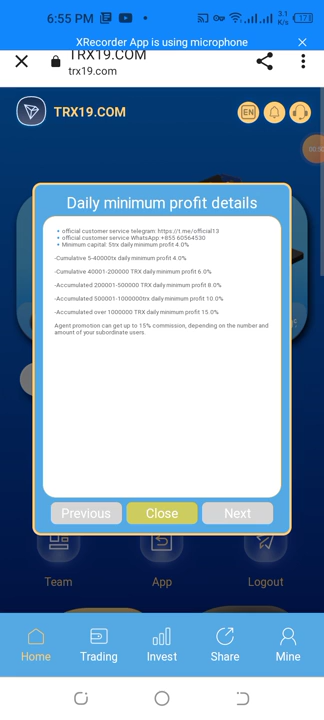 6:55 PM
3.1
K/s
XRecorder App is using microphone
TRX19.COM
trx19.com
TRX19.COM
EN
Daily minimum profit details
official customer service telegram: https://t.me/official13
official customer service WhatsApp:+855 60564530
Minimum capital: 5trx daily minimum profit 4.0%
-Cumulative 5-40000tx daily minimum profit 4.0%
-Cumulative 40001-200000 TRX daily minimum profit 6.0%
-Accumulated 200001-500000 TRX daily minimum profit 8.0%
-Accumulated 500001-1000000trx daily minimum profit 10.0%
-Accumulated over 1000000 TRX daily minimum profit 15.0%
Agent promotion can get up to 15% commission, depending on the number and
amount of your subordinate users.
Previous
Close
Next
Team
App
Logout
Home
Trading
Invest
Share
Mine